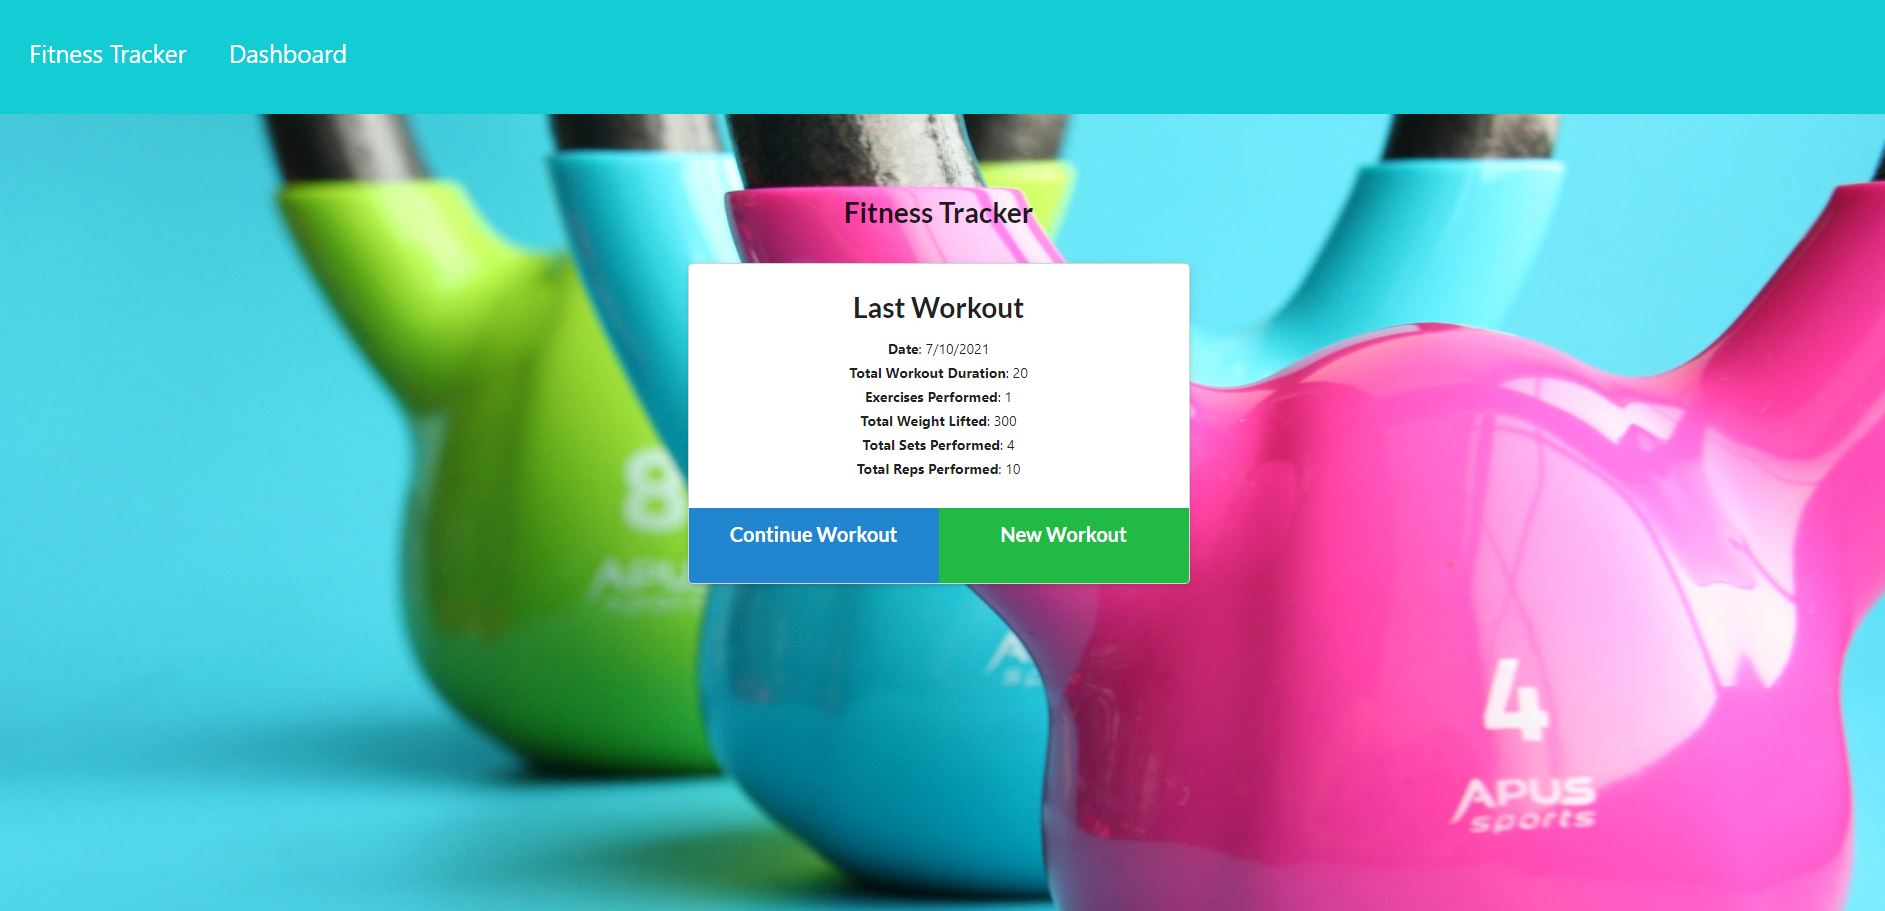 Fitness Tracker Dashboard
Fitness Tracker
Last Workout
Date: 7/10/2021
Total Workout Duration: 20
Exercises Performed: 1
Total Weight Lifted: 300
Total Sets Performed: 4
Total Reps Performed: 10
Continue Workout New Workout
8
4
APUS
sports